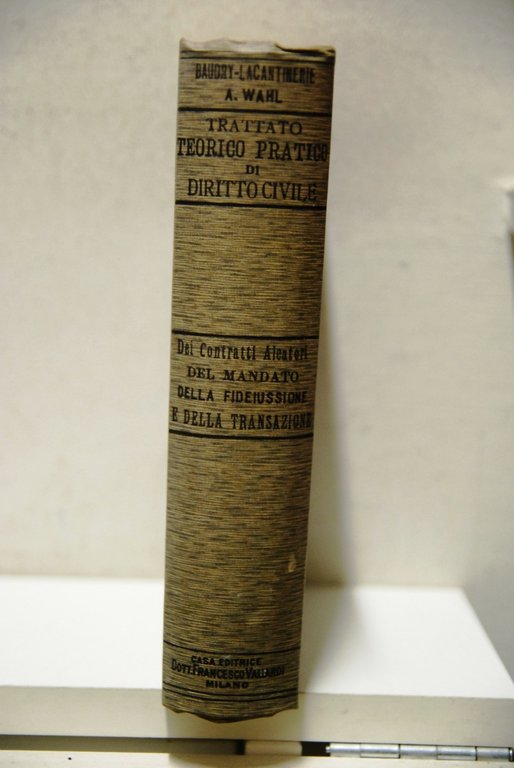 BAUDRY-LACANTINERIE
A. WAHL
TRATTATO
TEORICO PRATICO
DI
DIRITTO CIVILE
Dei Contratti Aleatori
DEL MANDATO
DELLA FIDEIUSSIONE
E DELLA TRANSAZIONE
CASA EDITRICE
DOTT. FRANCESCO VALLARDI
MILANO